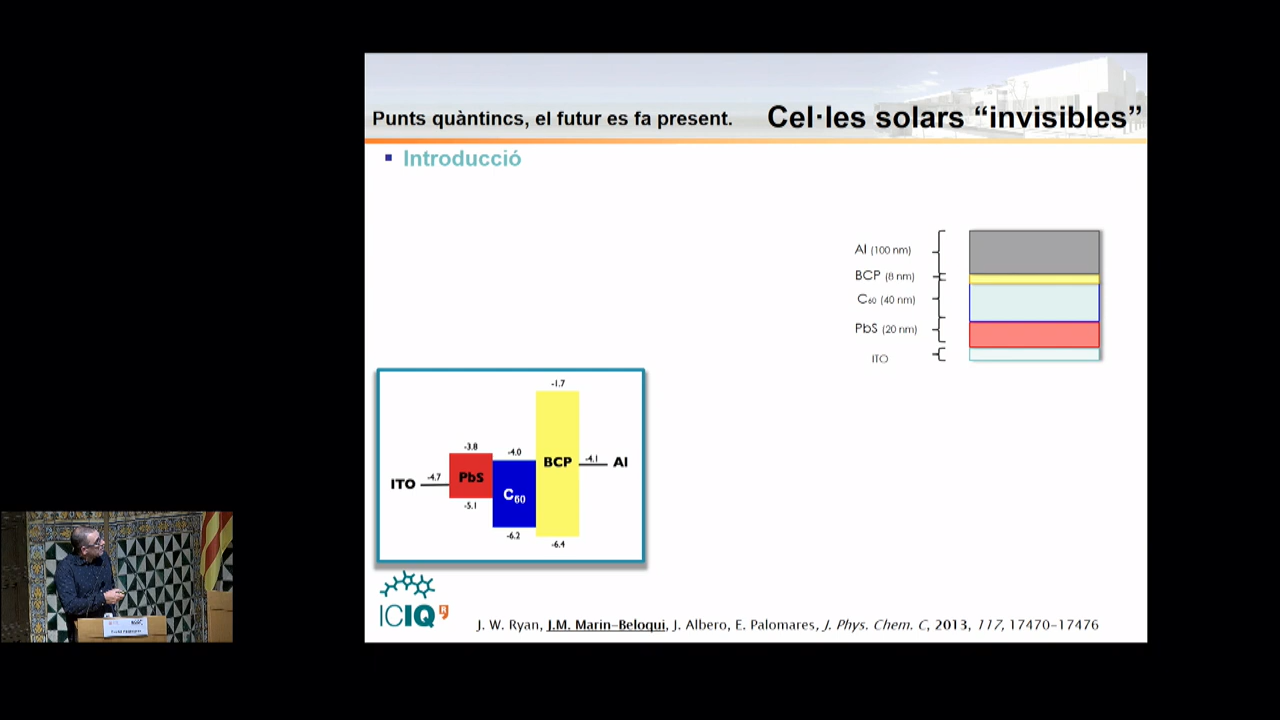 Punts quàntincs, el futur es fa present.
Cel·les solars “invisibles”
Introducció
Al (100 nm)
BCP (8 nm)
C₆₀ (40 nm)
PbS (20 nm)
ITO
-1.7
-3.8
-4.0
ITO
-4.7
PbS
C₆₀
BCP
-4.1
Al
-5.1
-6.2
-6.4
ICIQ
J. W. Ryan, J.M. Marin-Beloqui, J. Albero, E. Palomares, J. Phys. Chem. C, 2013, 117, 17470-17476